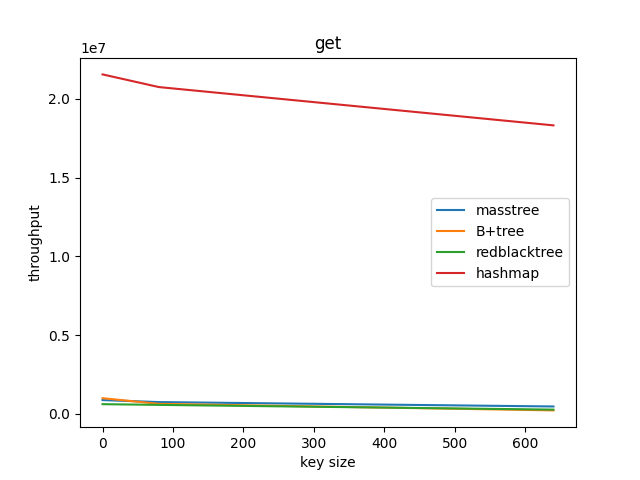 get
1e7
2.0
1.5
1.0
0.5
0.0
throughput
masstree
B+tree
redblacktree
hashmap
0 100 200 300 400 500 600
key size